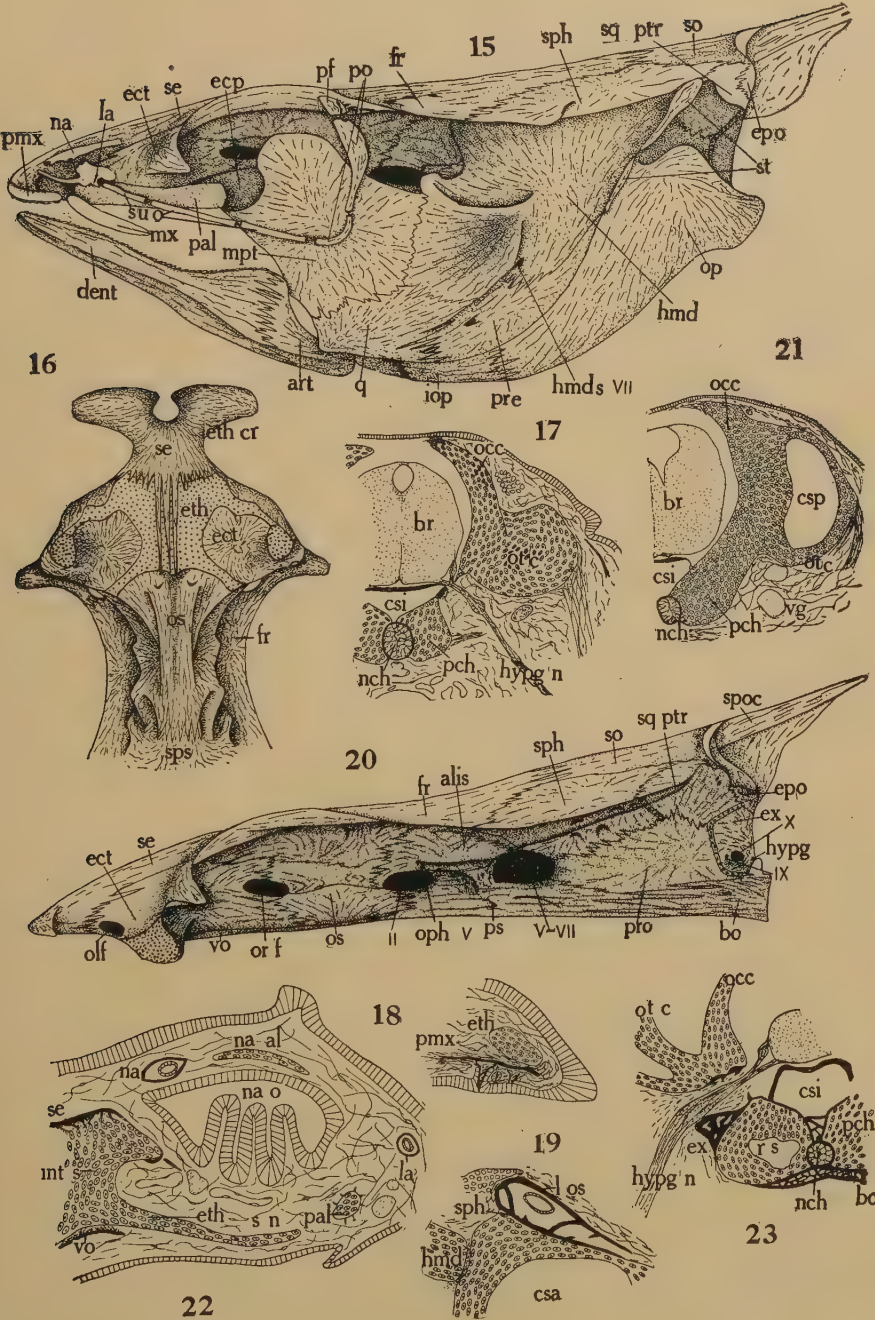 15
sph
sq ptr
so
pf
po
fr
ect
se
ecp
la
na
pmx
epo
st
suo
mx
pal
mpt
op
dent
hmd
art
q
iop
pre
hmds VII
16
eth cr
se
eth
ect
os
fr
sps
17
occ
br
ot c
csi
nch
pch
hypg n
21
occ
br
csp
csi
ot c
nch
pch
vg
20
spoc
sq ptr
so
sph
alis
fr
se
ect
epo
ex
X
hypg
IX
olf
vo
or f
os
II
oph V
ps
V-VII
pro
bo
18
na al
na
na o
se
int s
la
eth
s n
pal
vo
22
eth
pmx
19
l os
sph
hmd
csa
occ
ot c
csi
pch
ex
r s
hypg n
nch
bo
23